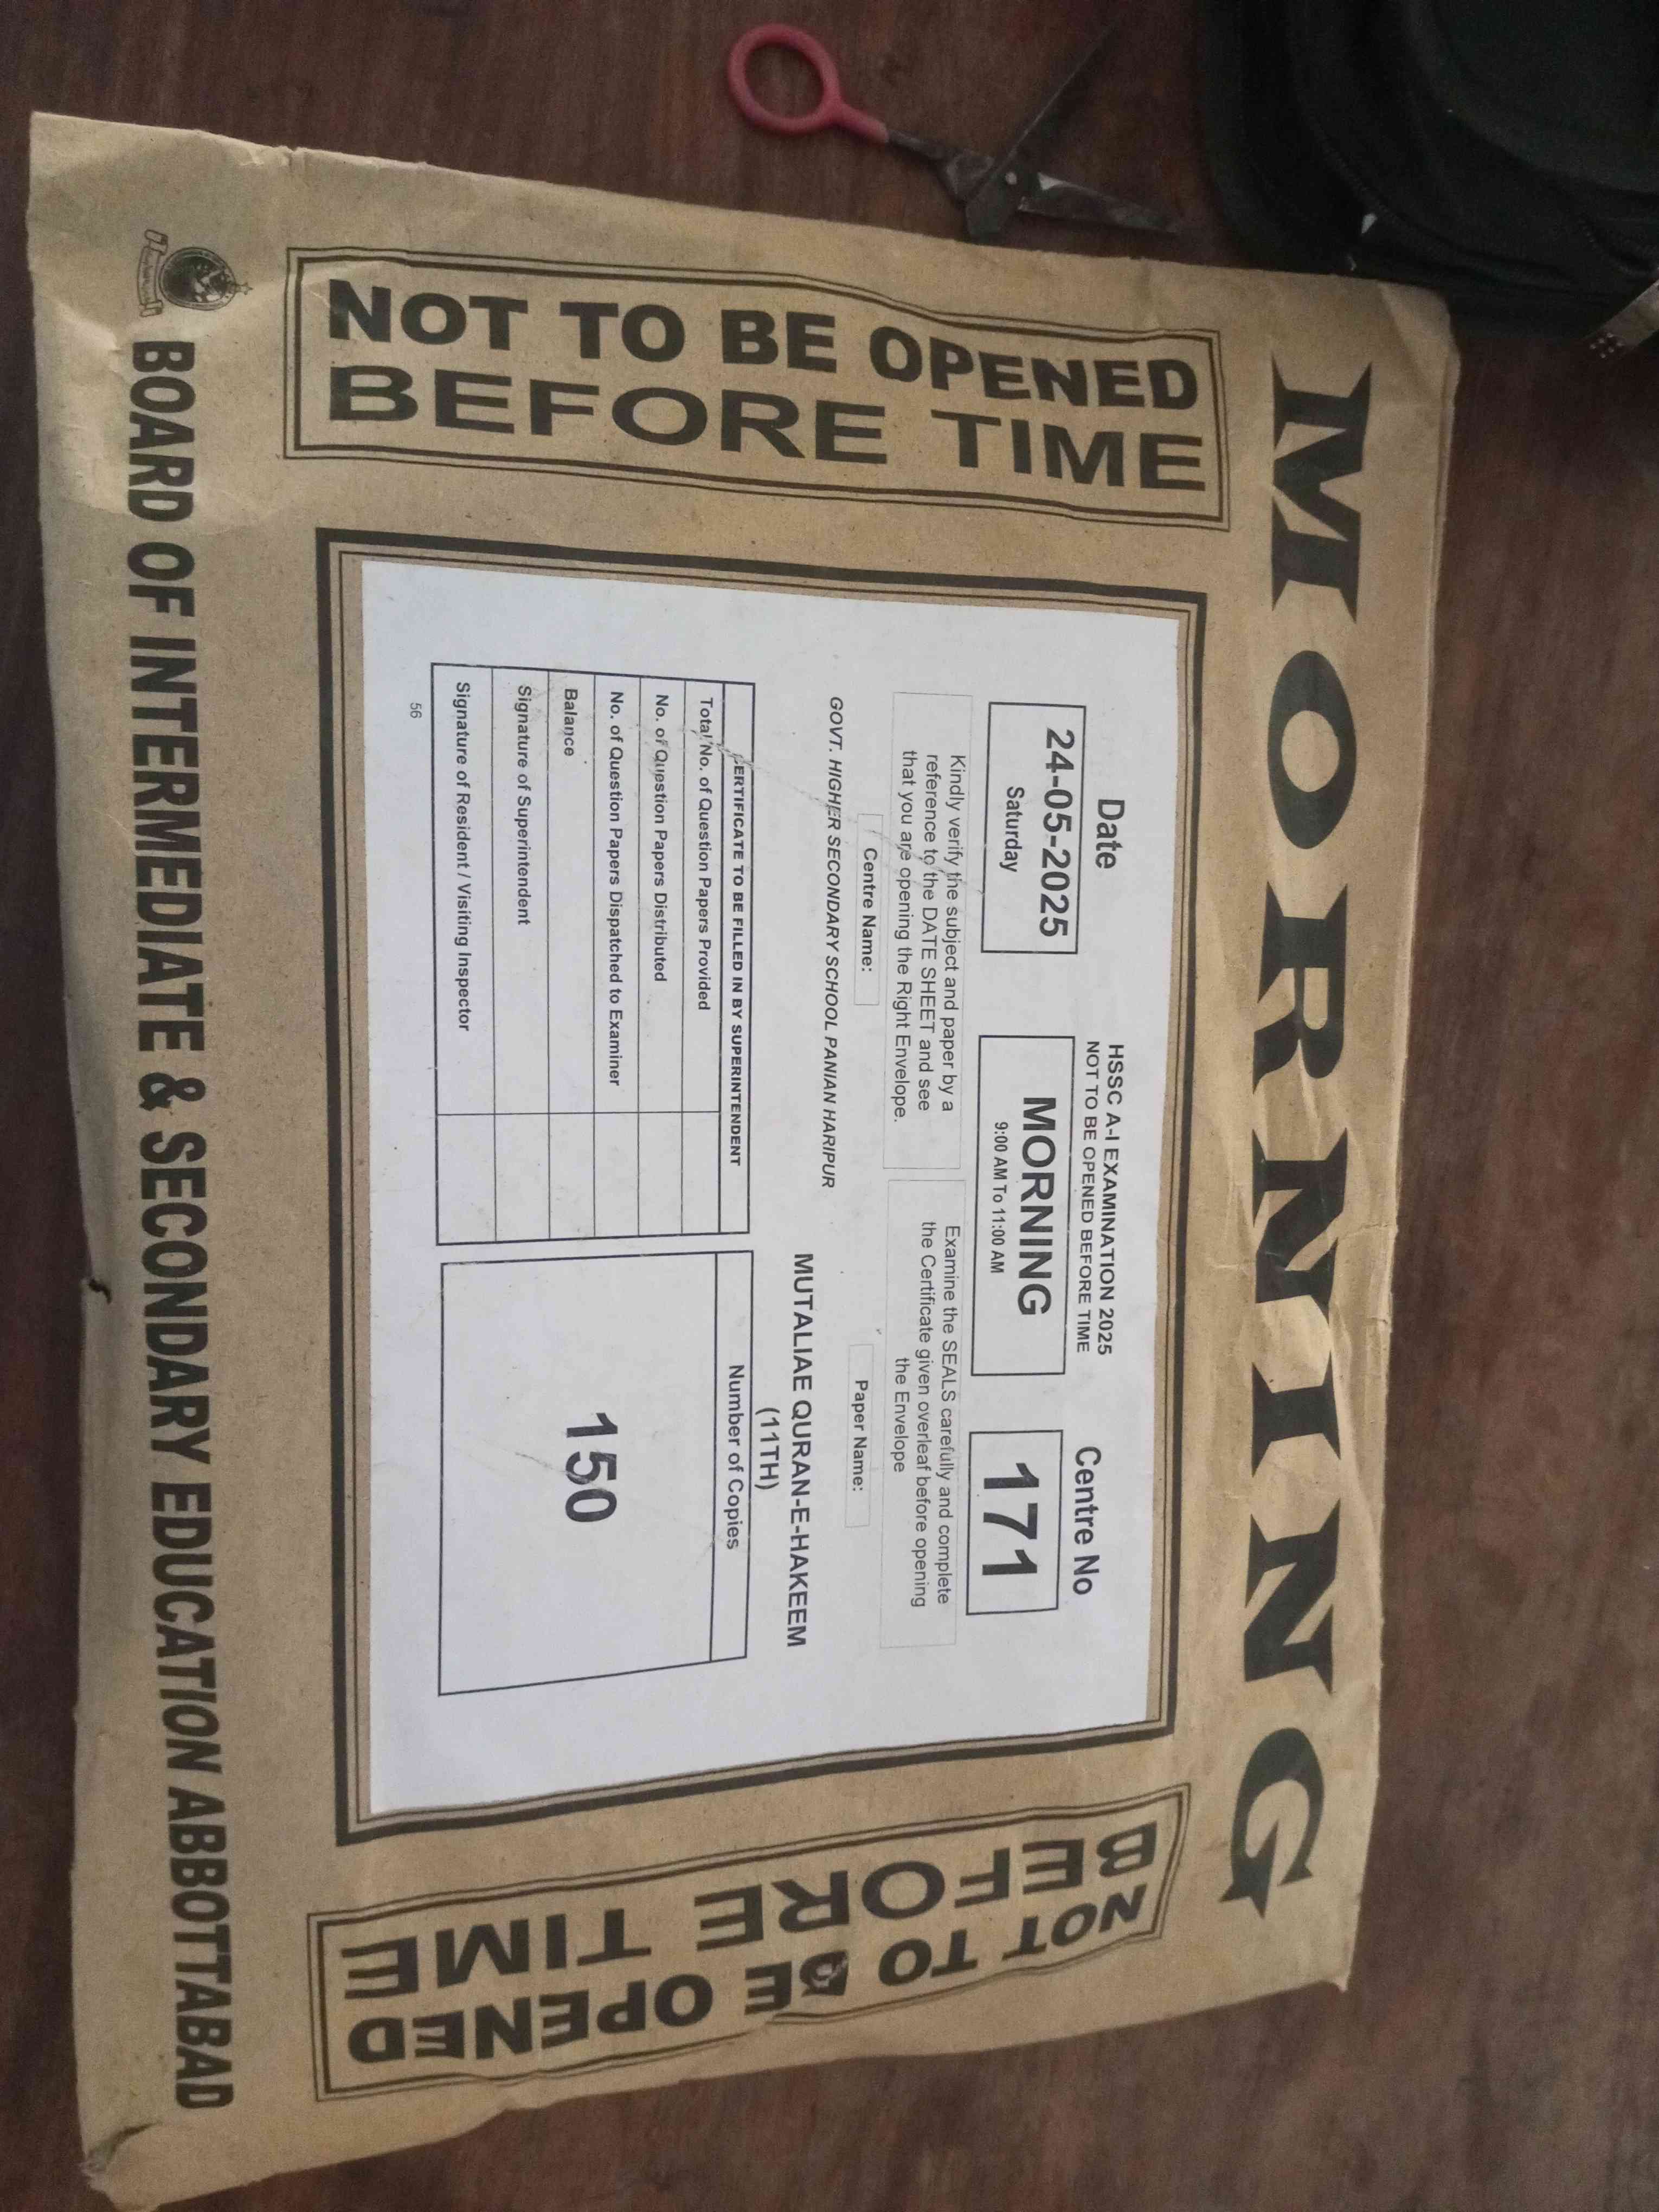 MORNING
NOT TO BE OPENED
BEFORE TIME
Date
24-05-2025
Saturday
HSSC A-I EXAMINATION 2025
NOT TO BE OPENED BEFORE TIME
MORNING
9:00 AM To 11:00 AM
Centre No
171
Kindly verify the subject and paper by a
reference to the DATE SHEET and see
that you are opening the Right Envelope.
Examine the SEALS carefully and complete
the Certificate given overleaf before opening
the Envelope
Centre Name:
GOVT. HIGHER SECONDARY SCHOOL PANIAN HARIPUR
Paper Name:
MUTALIAE QURAN-E-HAKEEM
(11TH)
ERTIFICATE TO BE FILLED IN BY SUPERINTENDENT
Total No. of Question Papers Provided
No. of Question Papers Distributed
No. of Question Papers Dispatched to Examiner
Balance
Signature of Superintendent
Signature of Resident / Visiting Inspector
Number of Copies
150
56
NOT TO BE OPENED
BEFORE TIME
BOARD OF INTERMEDIATE & SECONDARY EDUCATION ABBOTTABAD